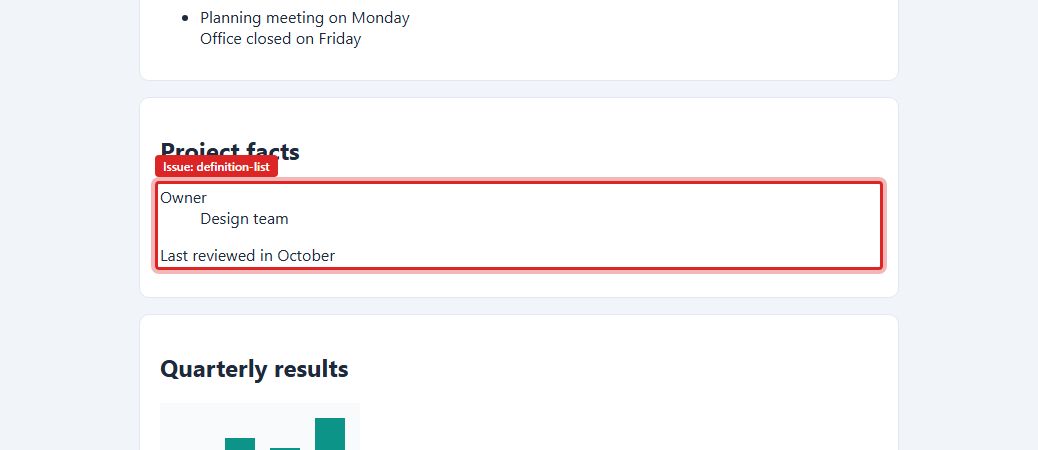 Planning meeting on Monday
Office closed on Friday
Project facts
Issue: definition-list
Owner
Design team
Last reviewed in October
Quarterly results